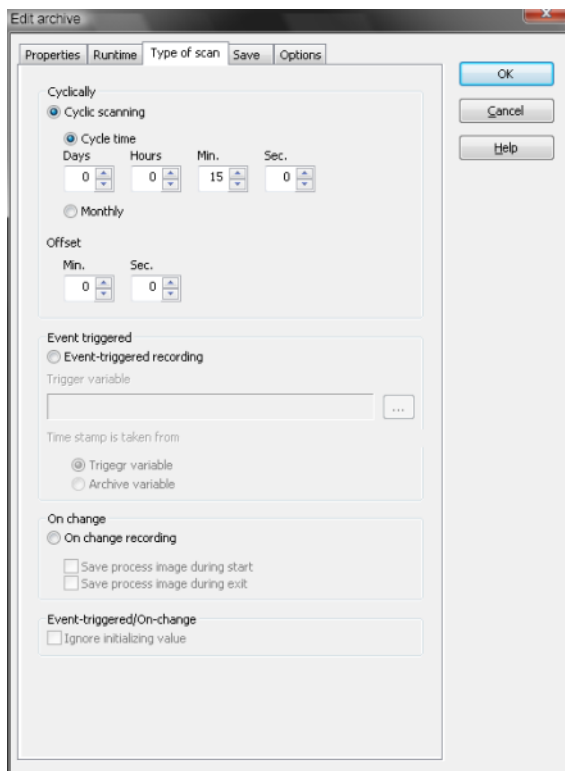 Edit archive
Properties Runtime Type of scan Save Options
OK
Cancel
Help
Cyclically
Cyclic scanning
Cycle time
Days Hours Min. Sec.
0 0 15 0
Monthly
Offset
Min. Sec.
0 0
Event triggered
Event-triggered recording
Trigger variable
...
Time stamp is taken from
Trigegr variable
Archive variable
On change
On change recording
Save process image during start
Save process image during exit
Event-triggered/On-change
Ignore initializing value